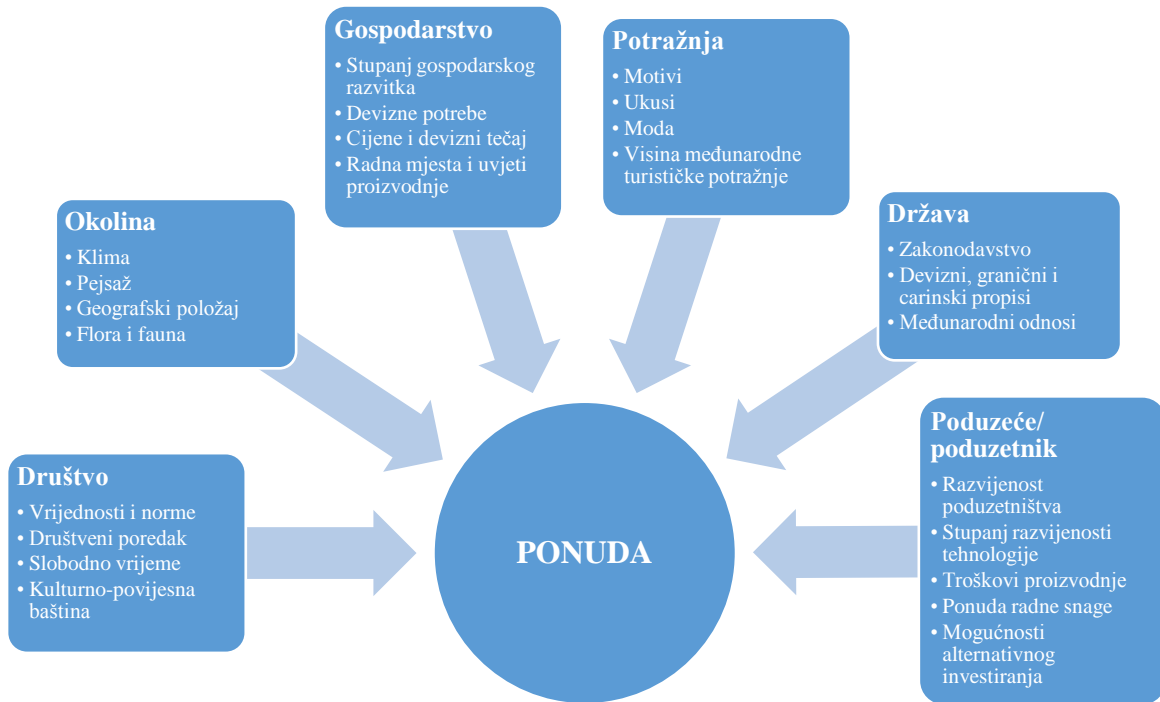 Gospodarstvo
• Stupanj gospodarskog
razvitka
• Devizne potrebe
• Cijene i devizni tečaj
• Radna mjesta i uvjeti
proizvodnje
Potražnja
• Motivi
• Ukusi
• Moda
• Visina međunarodne
turističke potražnje
Okolina
• Klima
• Pejsaž
• Geografski položaj
• Flora i fauna
Država
• Zakonodavstvo
• Devizni, granični i
carinski propisi
• Međunarodni odnosi
Društvo
• Vrijednosti i norme
• Društveni poredak
• Slobodno vrijeme
• Kulturno-povijesna
baština
PONUDA
Poduzeće/
poduzetnik
• Razvijenost
poduzetništva
• Stupanj razvijenosti
tehnologije
• Troškovi proizvodnje
• Ponuda radne snage
• Mogućnosti
alternativnog
investiranja